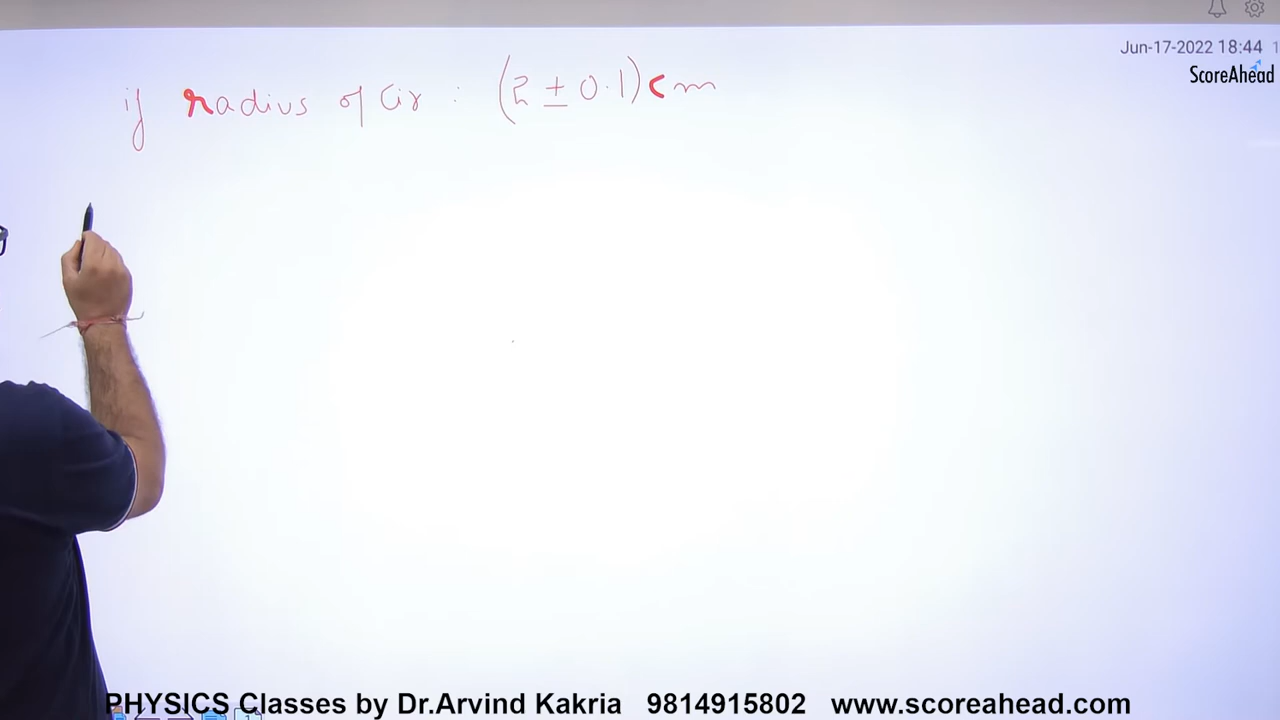 Jun-17-2022 18:44
ScoreAhead
if radius of Cir : (2 ± 0.1) cm
PHYSICS Classes by Dr.Arvind Kakria 9814915802 www.scoreahead.com